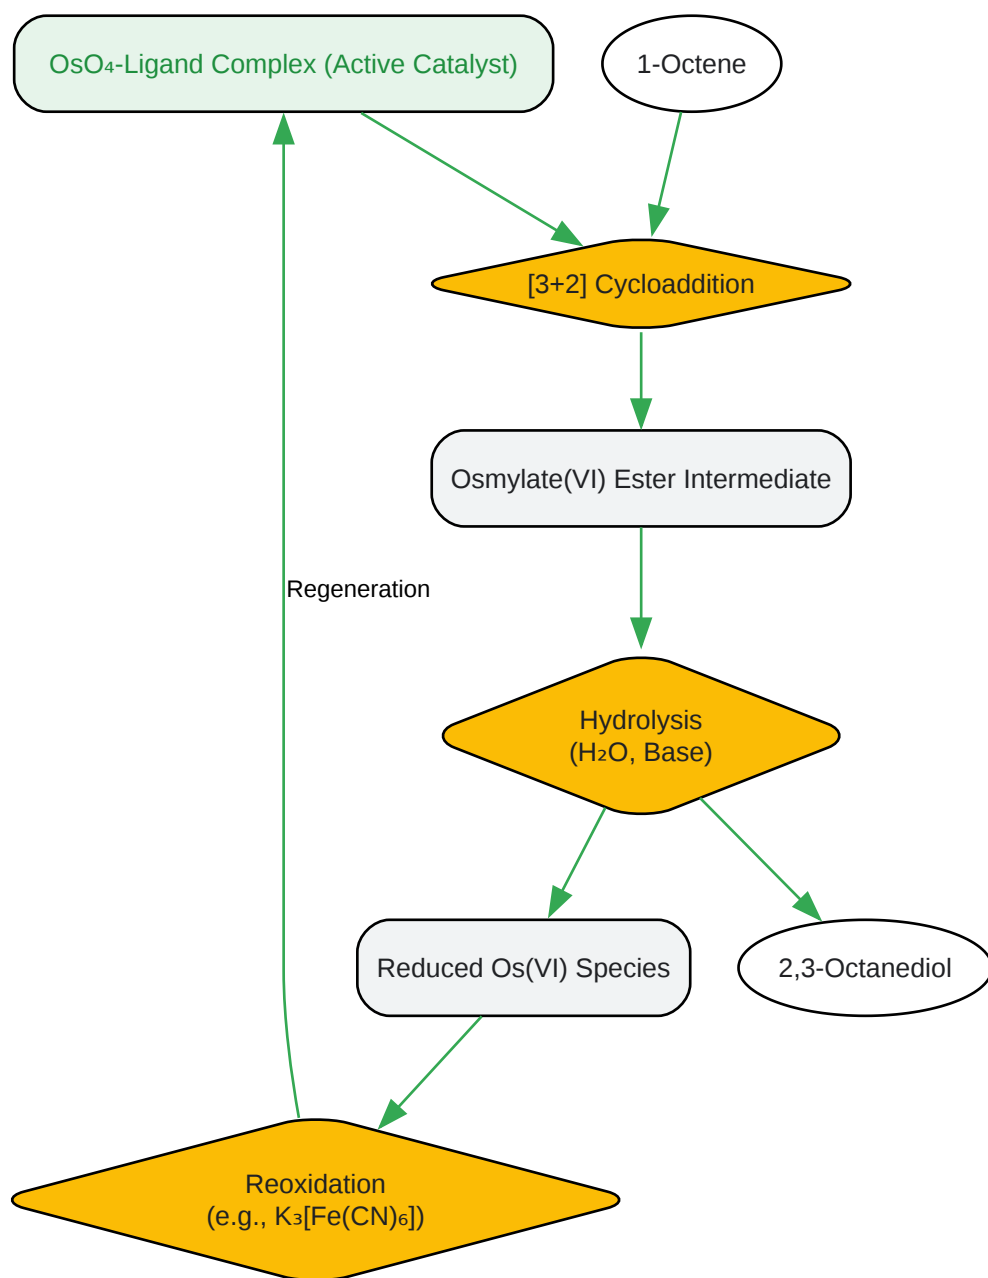 OsO₄-Ligand Complex (Active Catalyst)
1-Octene
[3+2] Cycloaddition
Osmylate(VI) Ester Intermediate
Regeneration
Hydrolysis
(H₂O, Base)
Reduced Os(VI) Species
2,3-Octanediol
Reoxidation
(e.g., K₃[Fe(CN)₆])